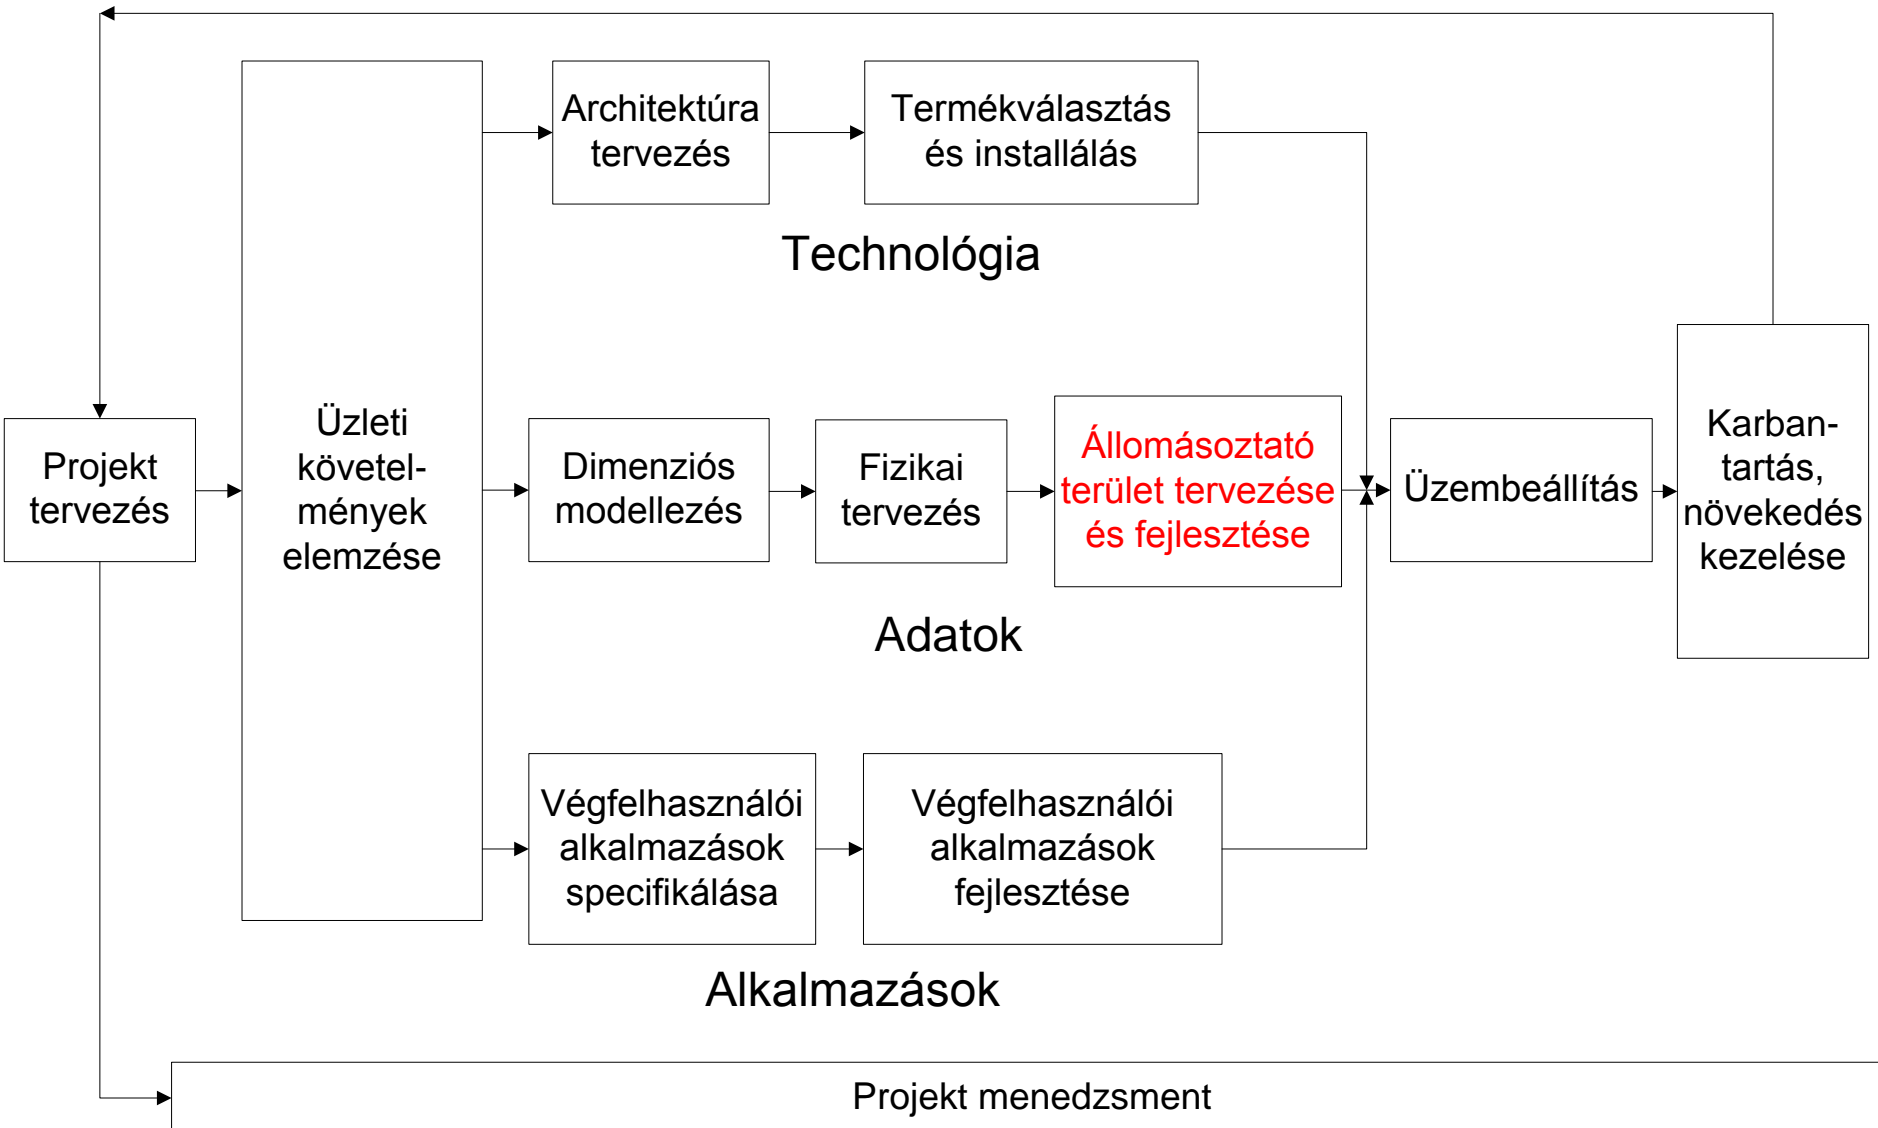 Architektúra
tervezés
Termékválasztás
és installálás
Technológia
Projekt
tervezés
Üzleti
követel-
mények
elemzése
Dimenziós
modellezés
Fizikai
tervezés
Állomásoztató
terület tervezése
és fejlesztése
Üzembeállítás
Karban-
tartás,
növekedés
kezelése
Adatok
Végfelhasználói
alkalmazások
specifikálása
Végfelhasználói
alkalmazások
fejlesztése
Alkalmazások
Projekt menedzsment